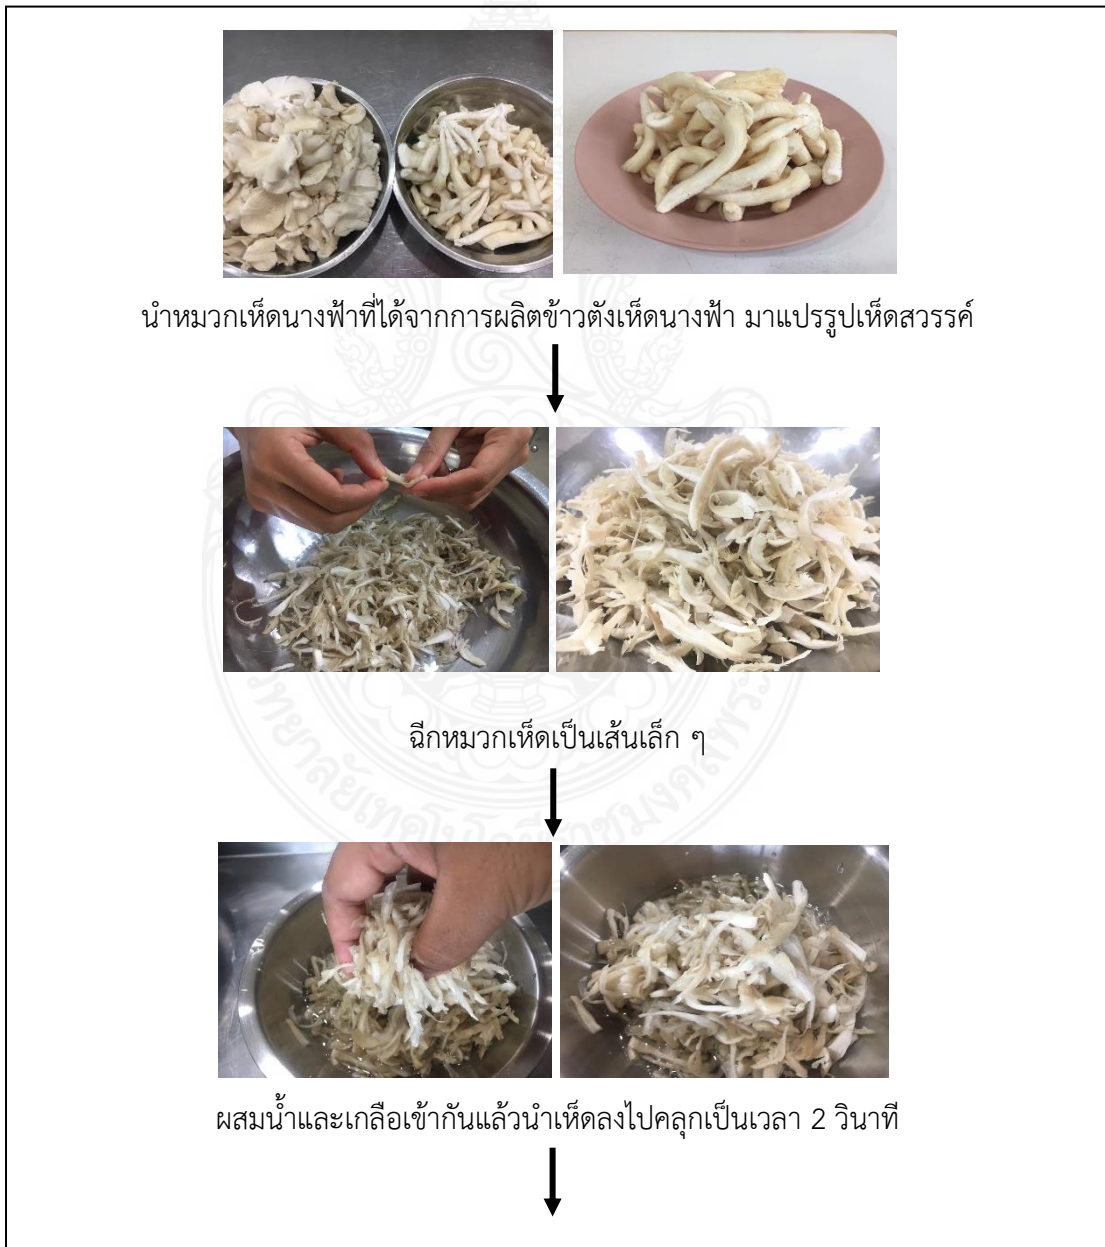 นำหมวกเห็ดนางฟ้าที่ได้จากการผลิตข้าวตังเห็ดนางฟ้า มาแปรรูปเห็ดสวรรค์
ฉีกหมวกเห็ดเป็นเส้นเล็ก ๆ
ผสมน้ำและเกลือเข้ากันแล้วนำเห็ดลงไปคลุกเป็นเวลา 2 วินาที